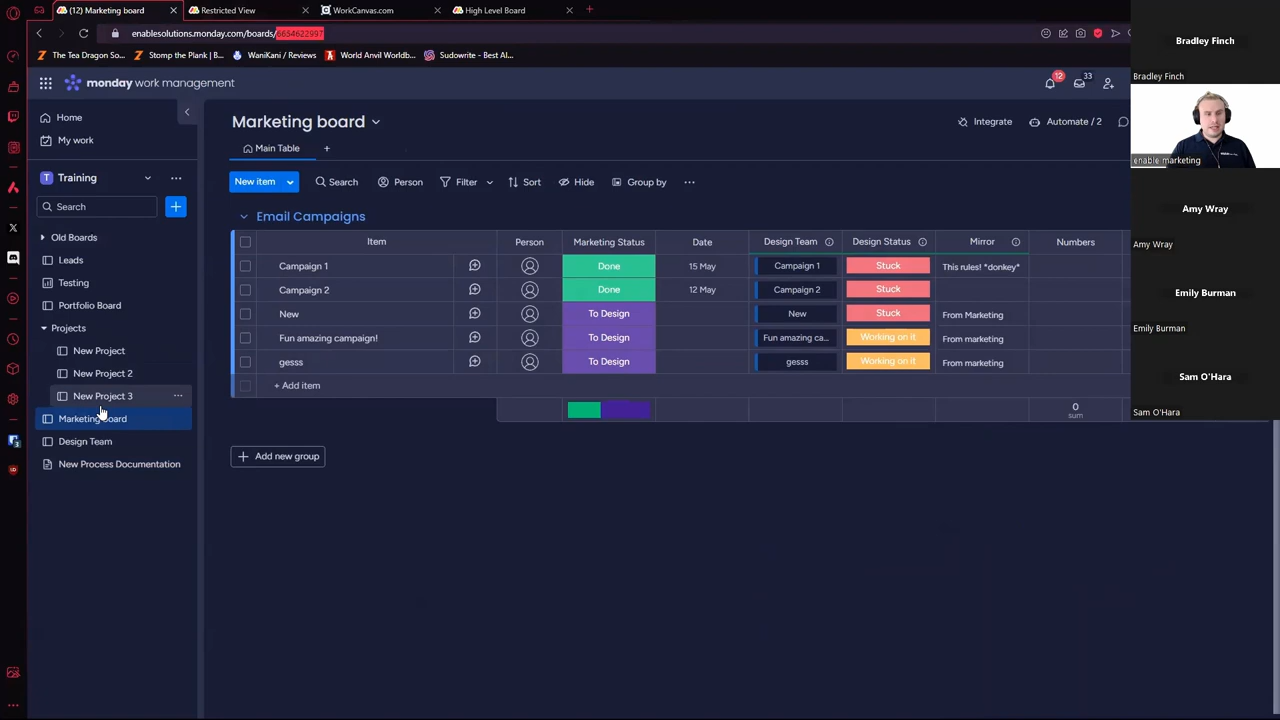 (12) Marketing board
Restricted View
WorkCanvas.com
High Level Board
enablesolutions.monday.com/boards/6654622997
The Tea Dragon So...
Stomp the Plank | B...
WaniKani / Reviews
World Anvil Worldb...
Sudowrite - Best AI...
monday work management
12
33
Home
My work
T Training
Search
Old Boards
Leads
Testing
Portfolio Board
Projects
New Project
New Project 2
New Project 3
Marketing board
Design Team
New Process Documentation
Marketing board
Integrate
Automate / 2
Main Table
New item
Search
Person
Filter
Sort
Hide
Group by
Email Campaigns
Item Person Marketing Status Date Design Team Design Status Mirror Numbers
Campaign 1 Done 15 May Campaign 1 Stuck This rules! *donkey*
Campaign 2 Done 12 May Campaign 2 Stuck
New To Design New Stuck From Marketing
Fun amazing campaign! To Design Fun amazing ca... Working on it From marketing
gesss To Design gesss Working on it From marketing
+ Add item
0
sum
Add new group
Bradley Finch
Bradley Finch
enable marketing
Amy Wray
Amy Wray
Emily Burman
Emily Burman
Sam O'Hara
Sam O'Hara